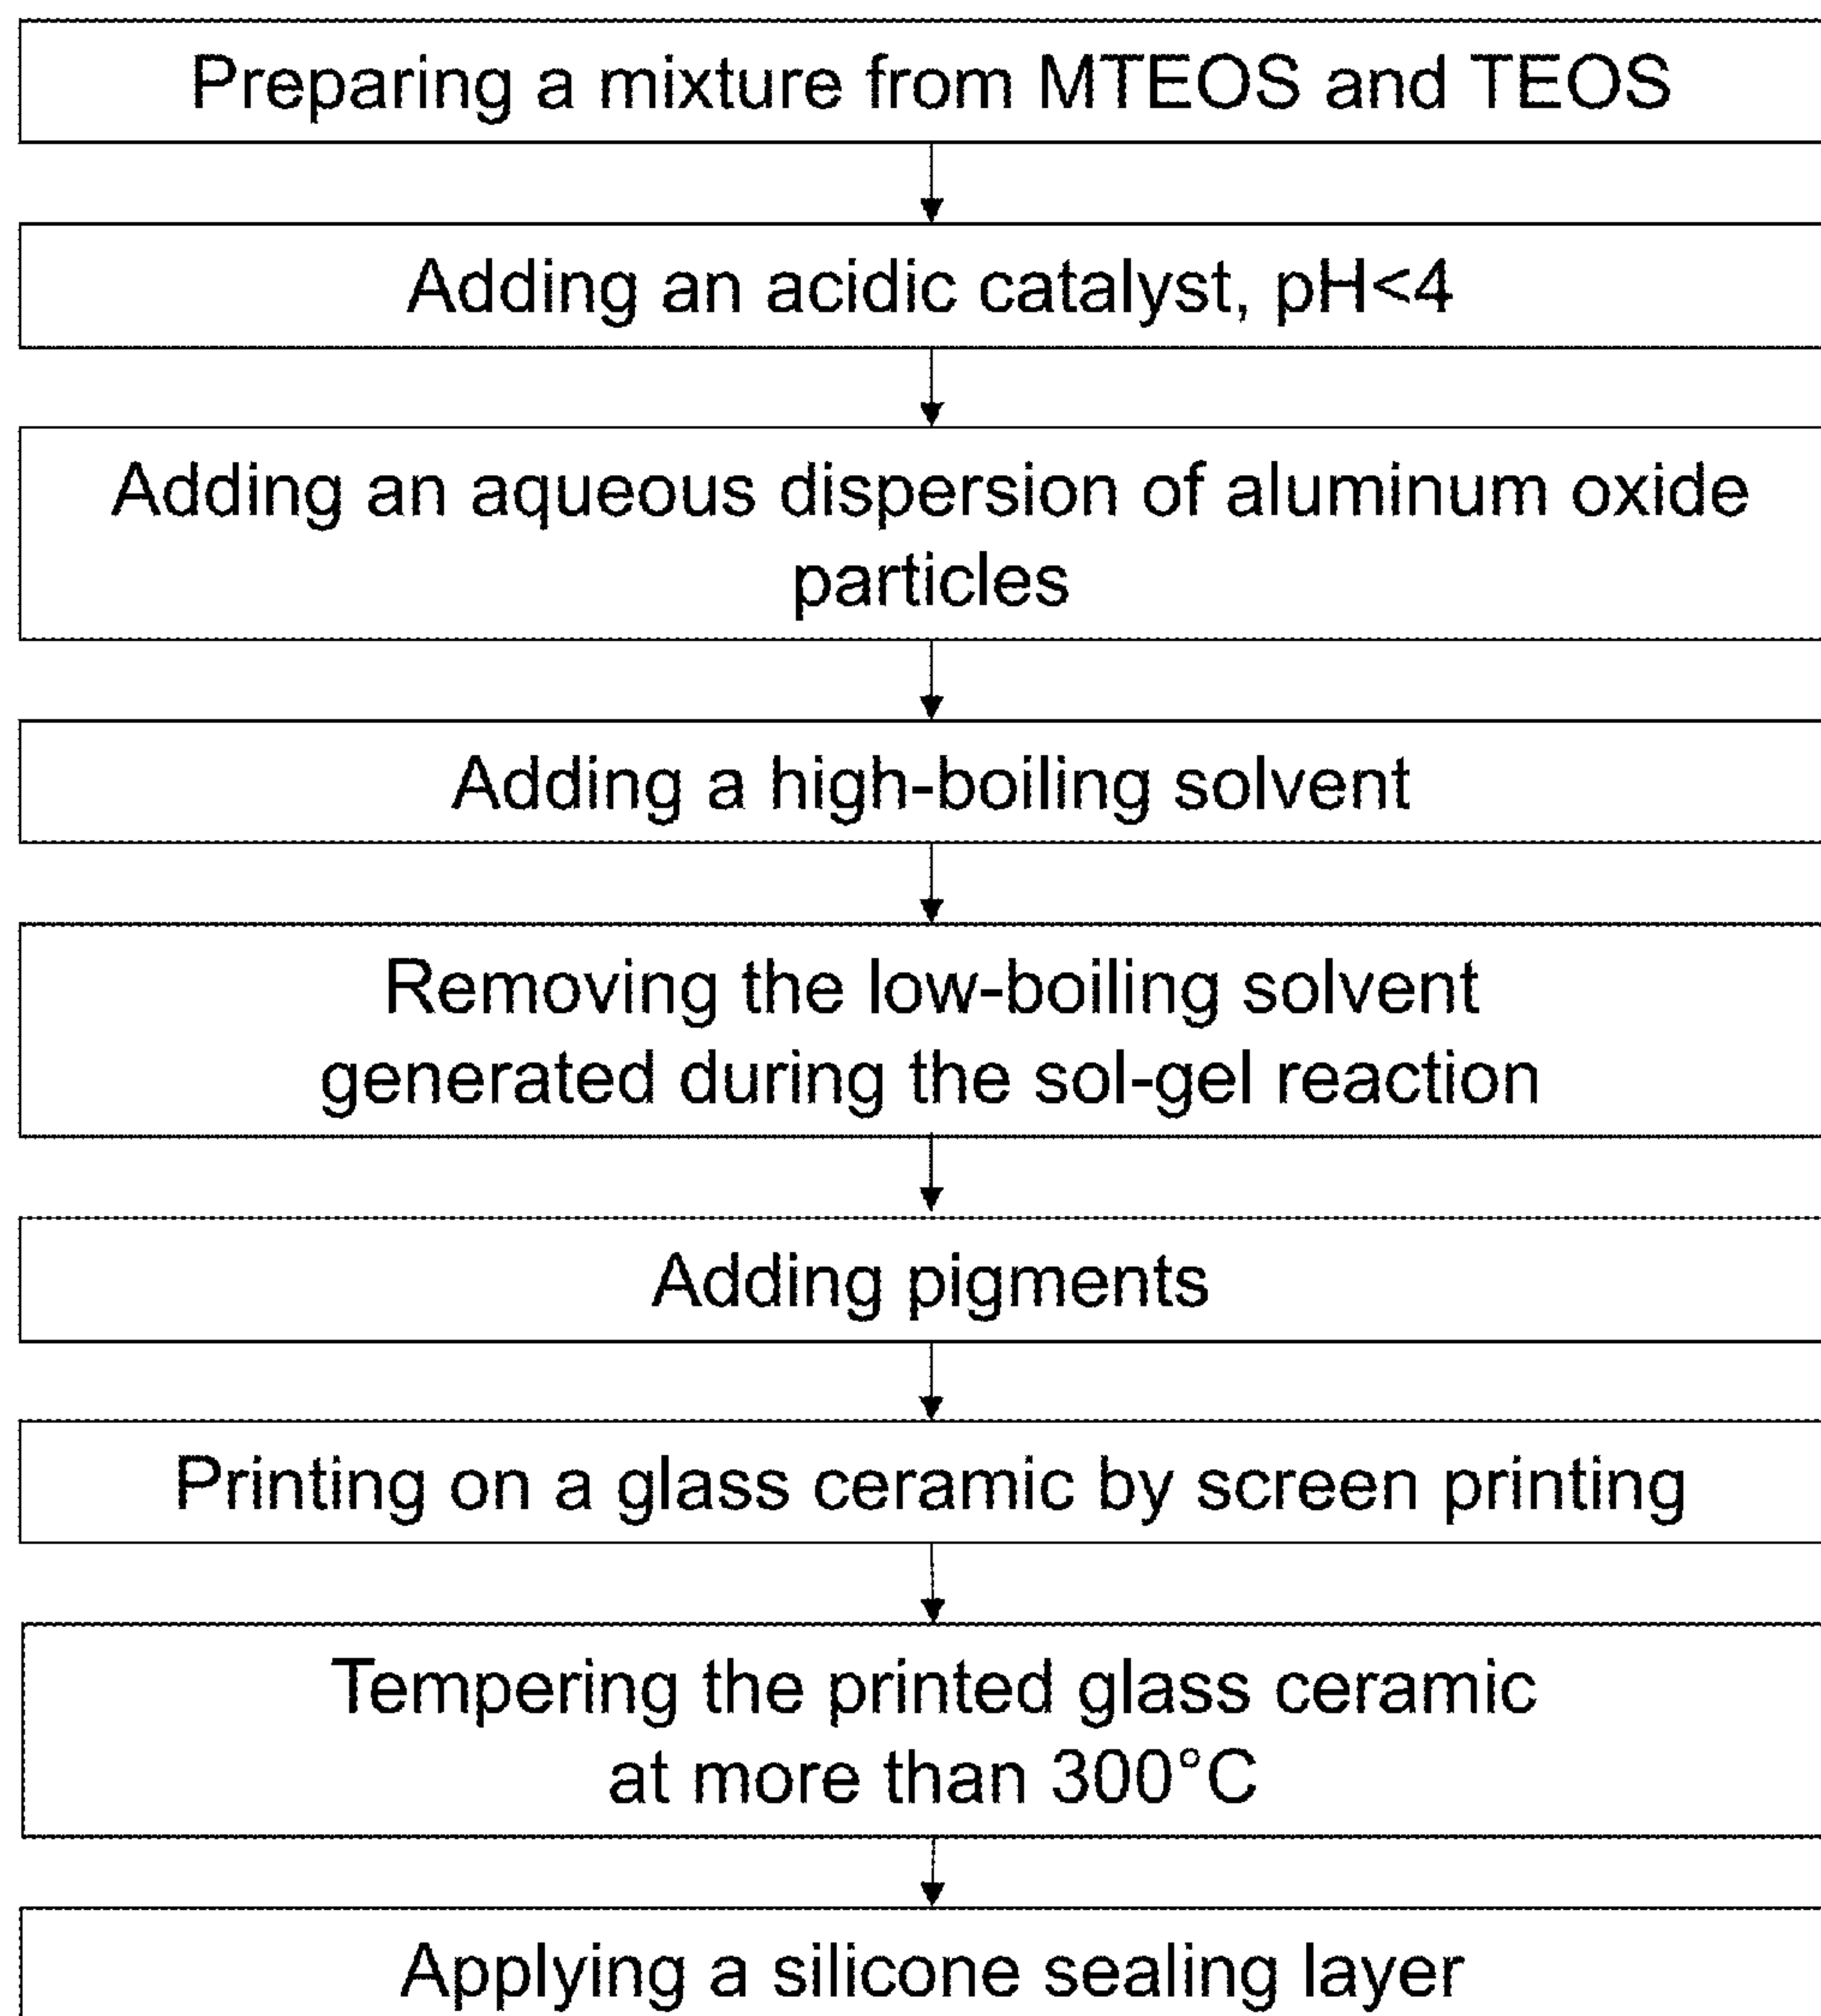 Preparing a mixture from MTEOS and TEOS
Adding an acidic catalyst, pH<4
Adding an aqueous dispersion of aluminum oxide
particles
Adding a high-boiling solvent
Removing the low-boiling solvent
generated during the sol-gel reaction
Adding pigments
Printing on a glass ceramic by screen printing
Tempering the printed glass ceramic
at more than 300°C
Applying a silicone sealing layer